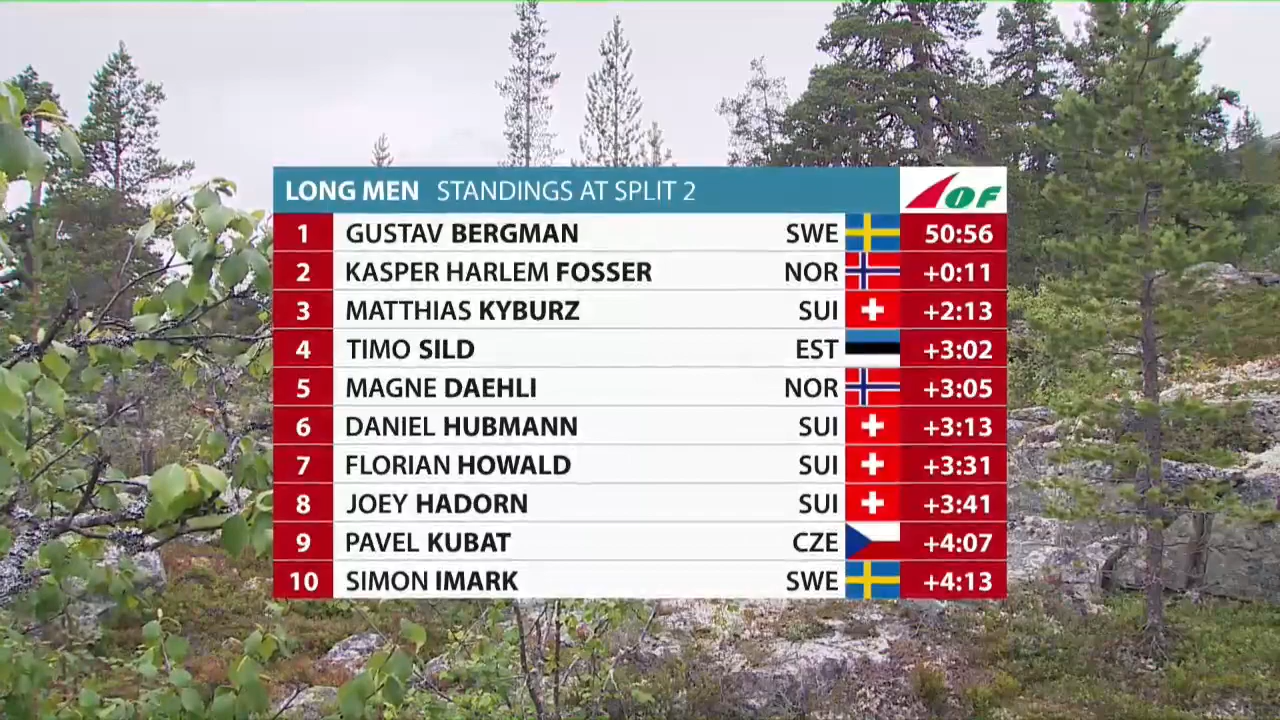 LONG MEN STANDINGS AT SPLIT 2 IOF
1 GUSTAV BERGMAN SWE 50:56
2 KASPER HARLEM FOSSER NOR +0:11
3 MATTHIAS KYBURZ SUI +2:13
4 TIMO SILD EST +3:02
5 MAGNE DAEHLI NOR +3:05
6 DANIEL HUBMANN SUI +3:13
7 FLORIAN HOWALD SUI +3:31
8 JOEY HADORN SUI +3:41
9 PAVEL KUBAT CZE +4:07
10 SIMON IMARK SWE +4:13